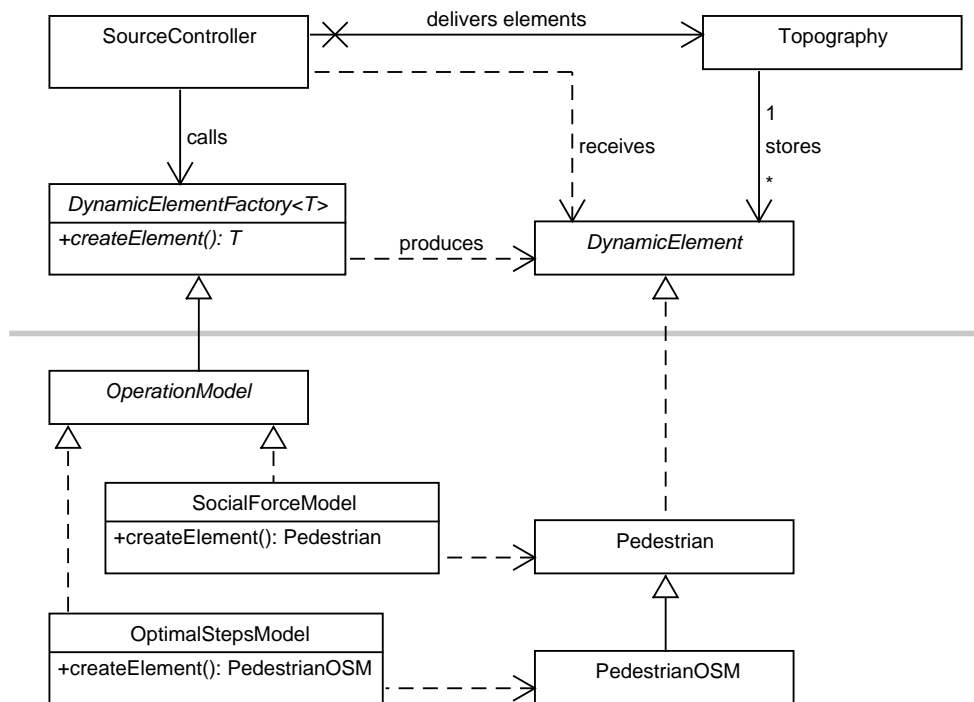 delivers elements
SourceController
Topography
calls
receives
1
stores
*
DynamicElementFactory<T>
+createElement(): T
produces
DynamicElement
OperationModel
SocialForceModel
+createElement(): Pedestrian
Pedestrian
OptimalStepsModel
+createElement(): PedestrianOSM
PedestrianOSM